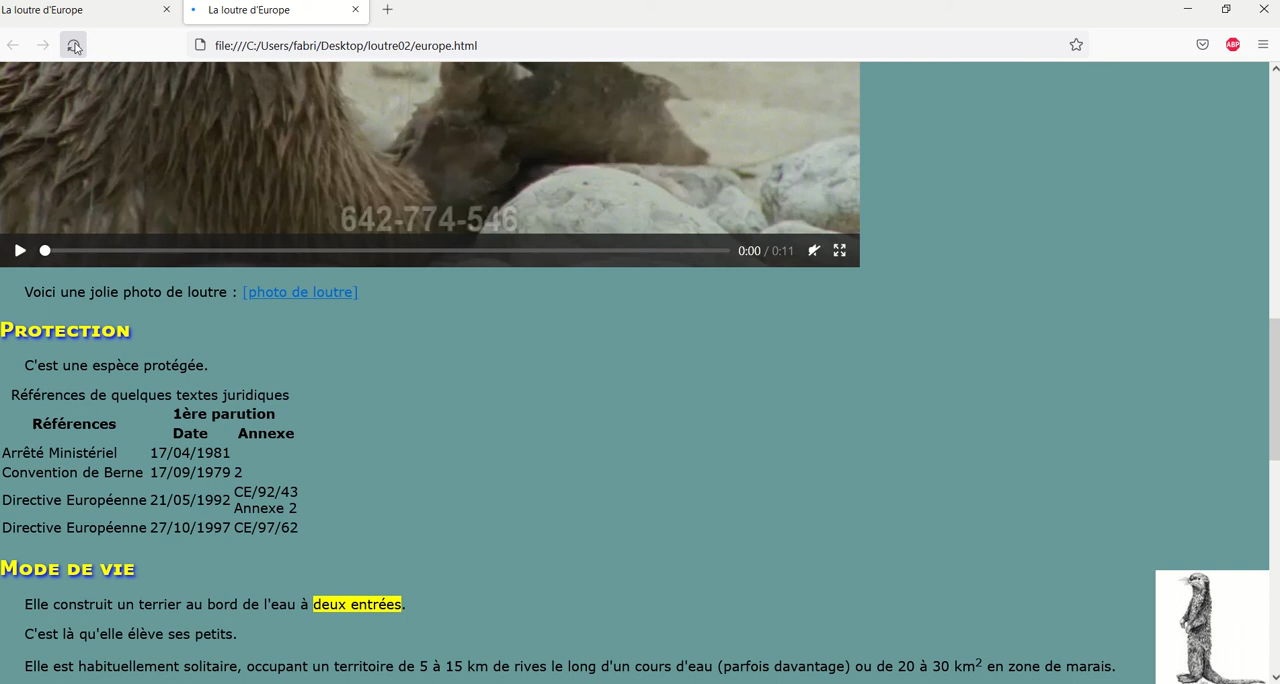 La loutre d'Europe
La loutre d'Europe
file:///C:/Users/fabri/Desktop/loutre02/europe.html
ABP
642-774-546
0:00 / 0:11
Voici une jolie photo de loutre : [photo de loutre]
Protection
C'est une espèce protégée.
Références de quelques textes juridiques
Références 1ère parution
Date Annexe
Arrêté Ministériel 17/04/1981
Convention de Berne 17/09/1979 2
Directive Européenne 21/05/1992 CE/92/43
Annexe 2
Directive Européenne 27/10/1997 CE/97/62
Mode de vie
Elle construit un terrier au bord de l'eau à deux entrées.
C'est là qu'elle élève ses petits.
Elle est habituellement solitaire, occupant un territoire de 5 à 15 km de rives le long d'un cours d'eau (parfois davantage) ou de 20 à 30 km² en zone de marais.